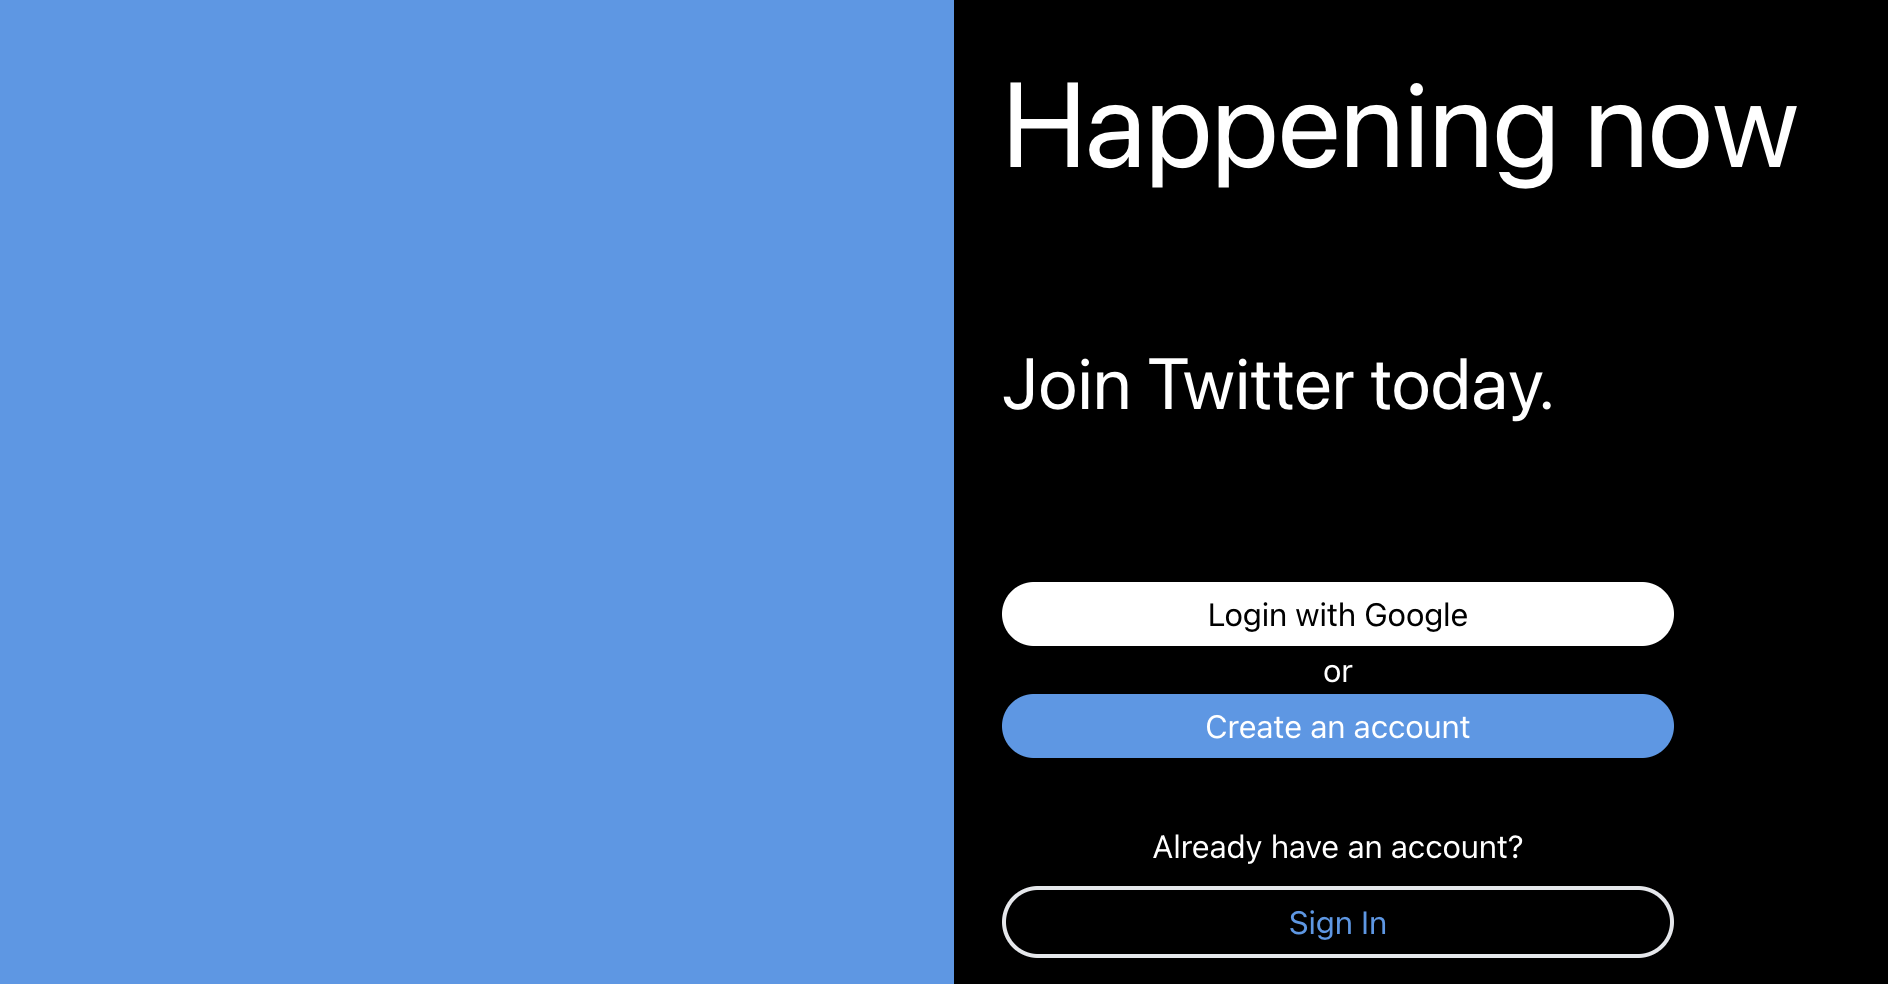 Happening now
Join Twitter today.
Login with Google
or
Create an account
Already have an account?
Sign In